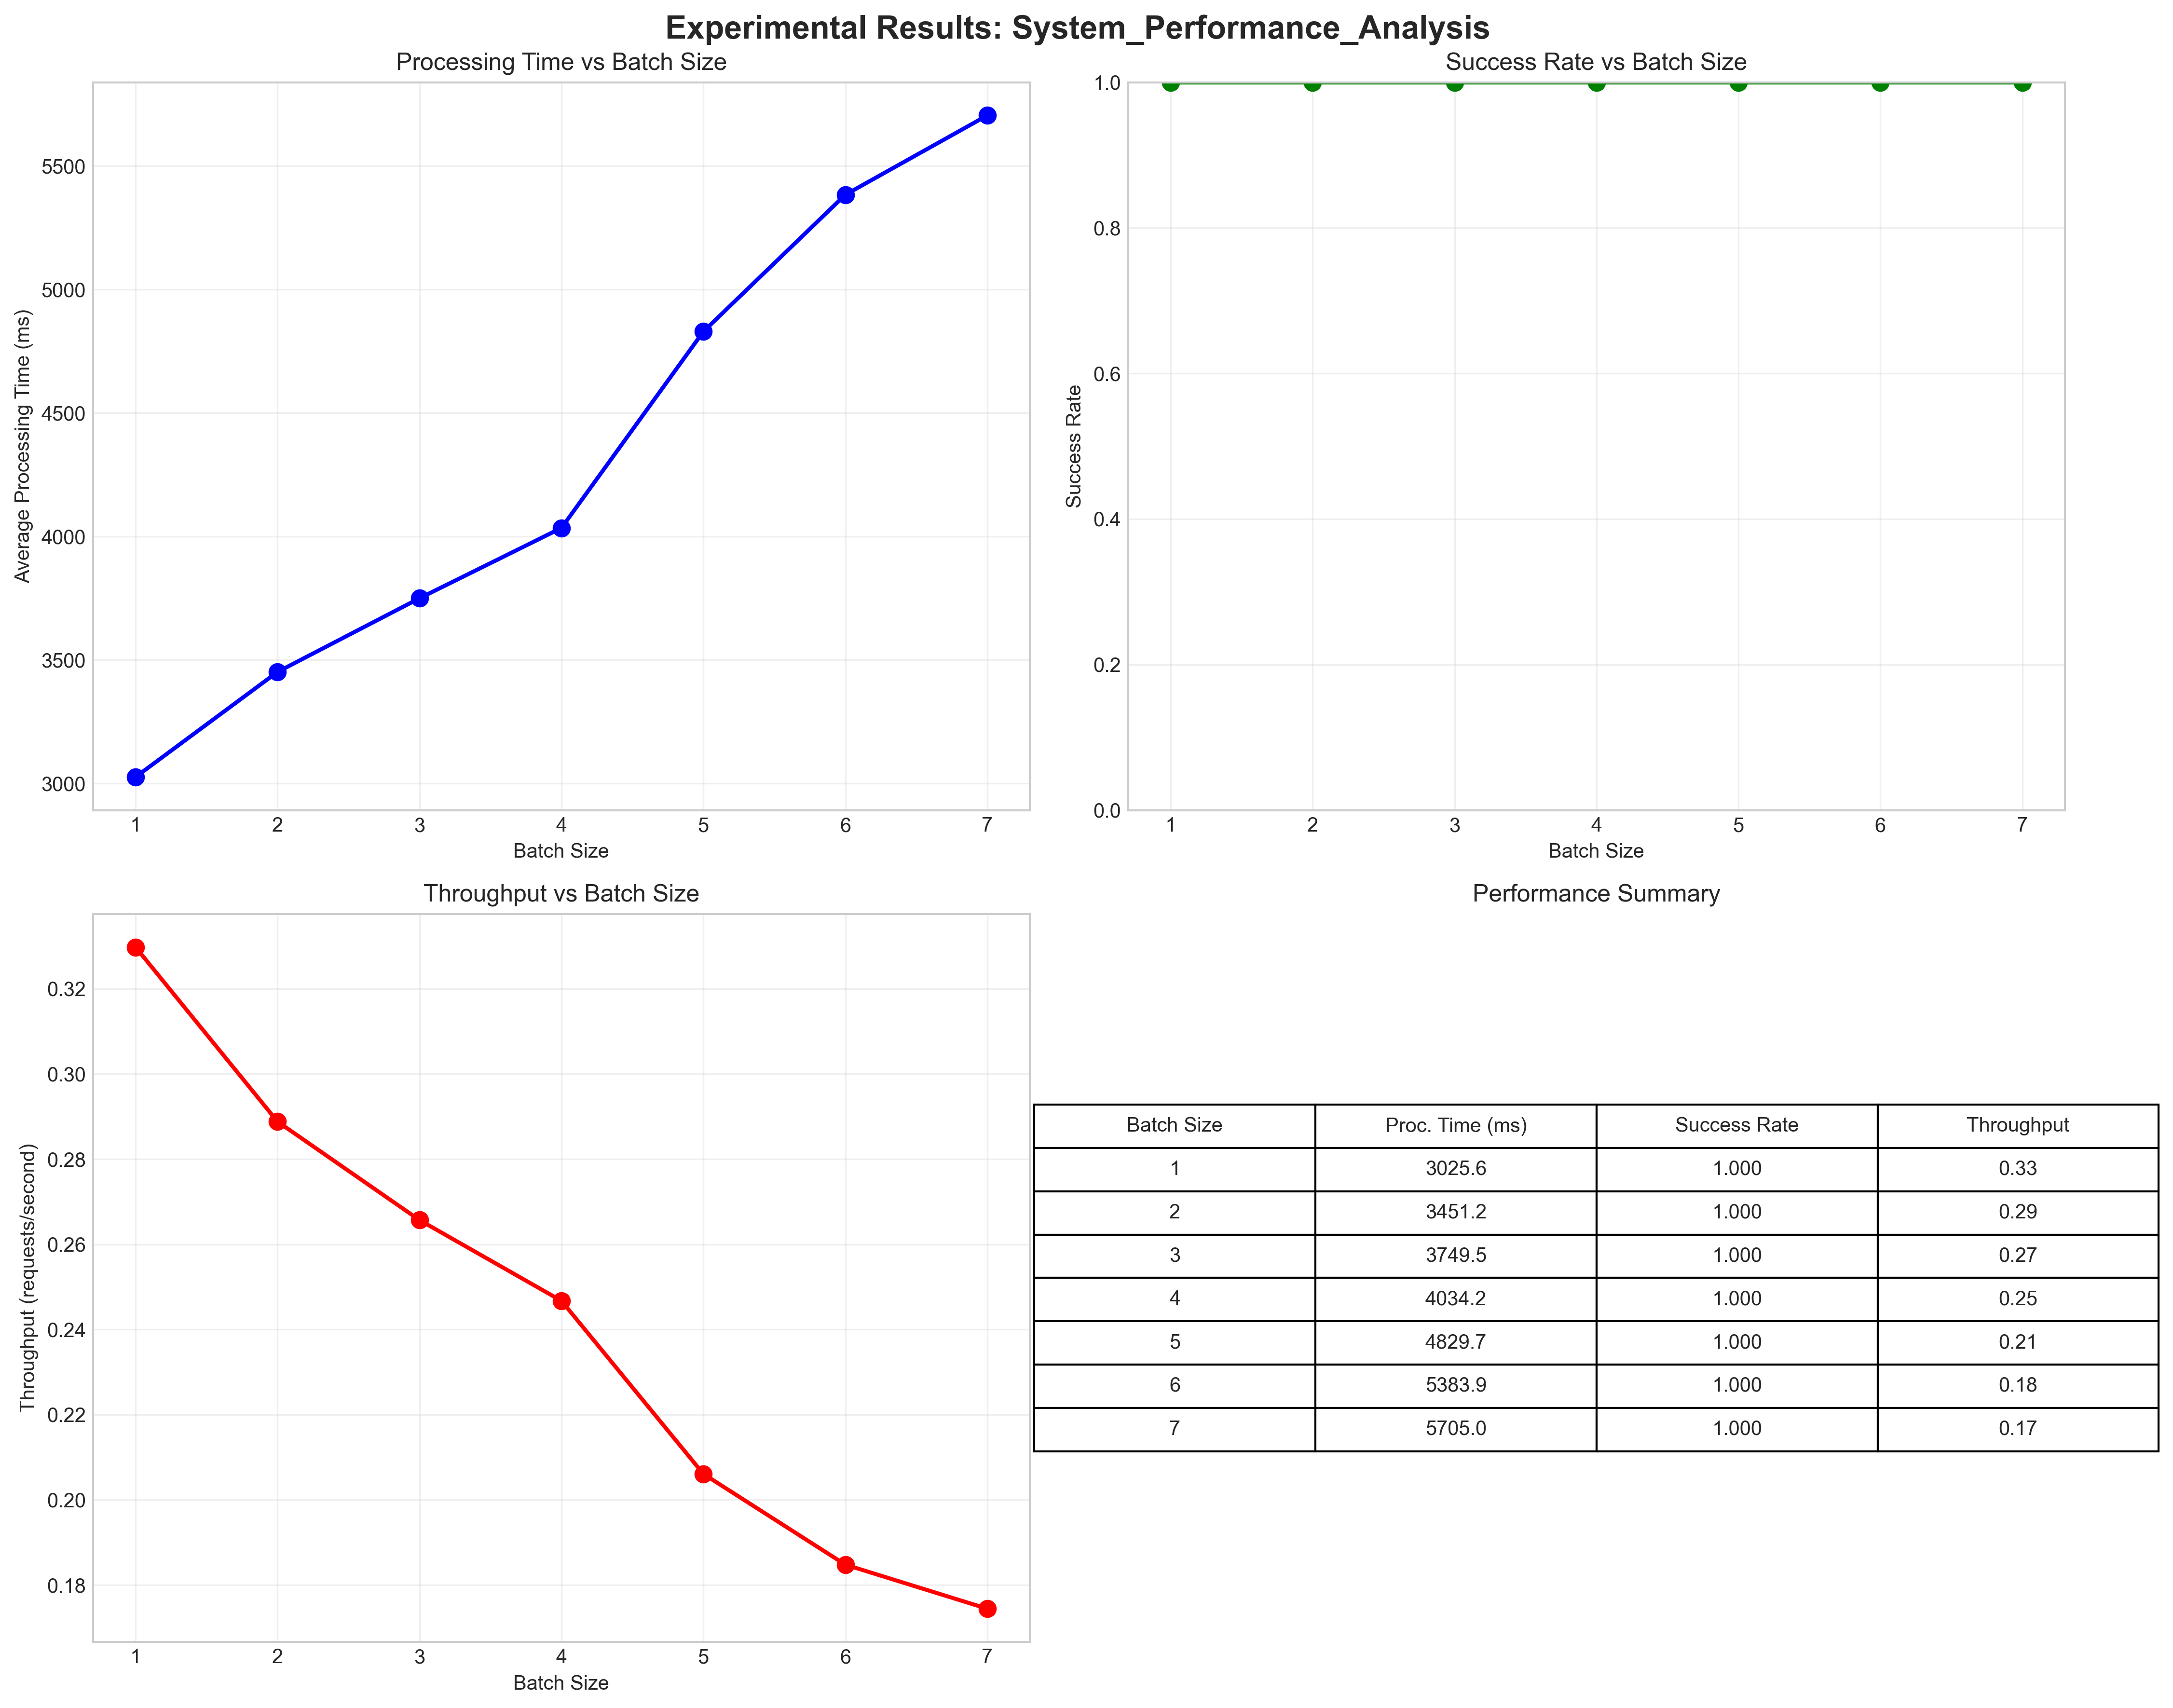 Experimental Results: System_Performance_Analysis
Processing Time vs Batch Size
Average Processing Time (ms)
5500
5000
4500
4000
3500
3000
1 2 3 4 5 6 7
Batch Size
Success Rate vs Batch Size
Success Rate
1.0
0.8
0.6
0.4
0.2
0.0
1 2 3 4 5 6 7
Batch Size
Throughput vs Batch Size
Throughput (requests/second)
0.32
0.30
0.28
0.26
0.24
0.22
0.20
0.18
1 2 3 4 5 6 7
Batch Size
Performance Summary
Batch Size Proc. Time (ms) Success Rate Throughput
1 3025.6 1.000 0.33
2 3451.2 1.000 0.29
3 3749.5 1.000 0.27
4 4034.2 1.000 0.25
5 4829.7 1.000 0.21
6 5383.9 1.000 0.18
7 5705.0 1.000 0.17